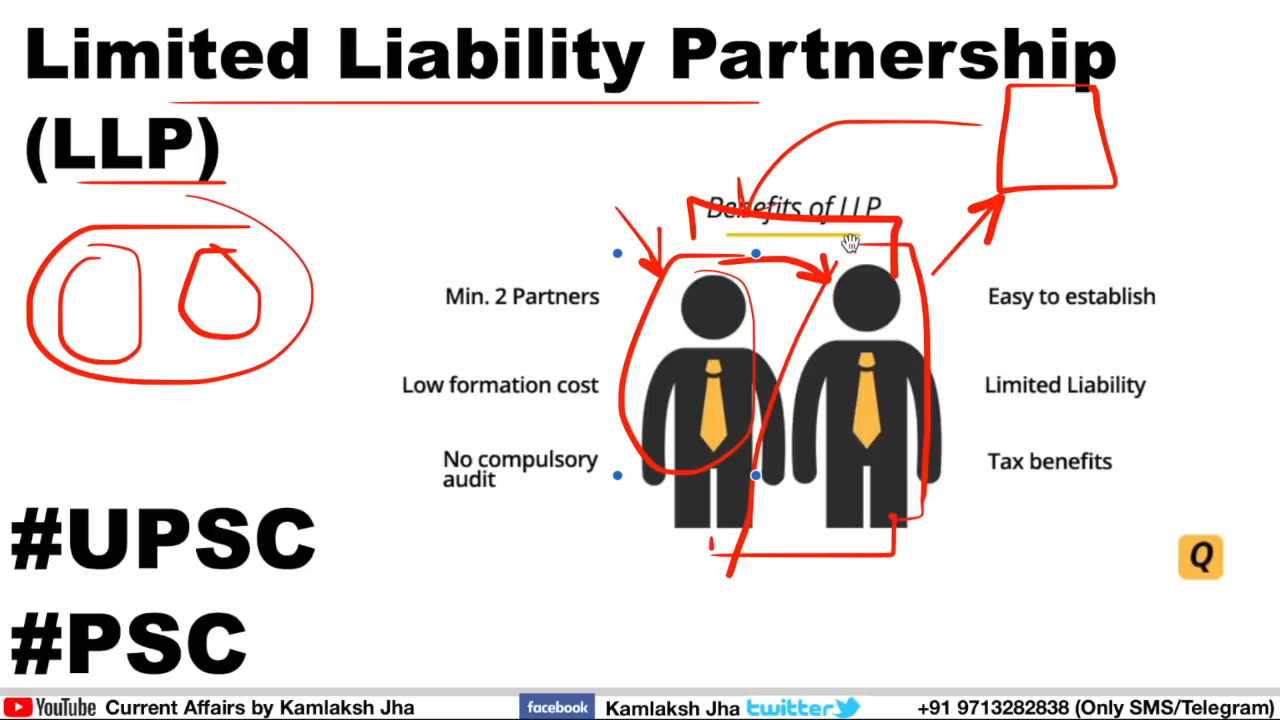 Limited Liability Partnership
(LLP)
Benefits of LLP
Min. 2 Partners
Easy to establish
Low formation cost
Limited Liability
No compulsory
audit
Tax benefits
#UPSC
#PSC
Q
YouTube Current Affairs by Kamlaksh Jha facebook Kamlaksh Jha twitter +91 9713282838 (Only SMS/Telegram)